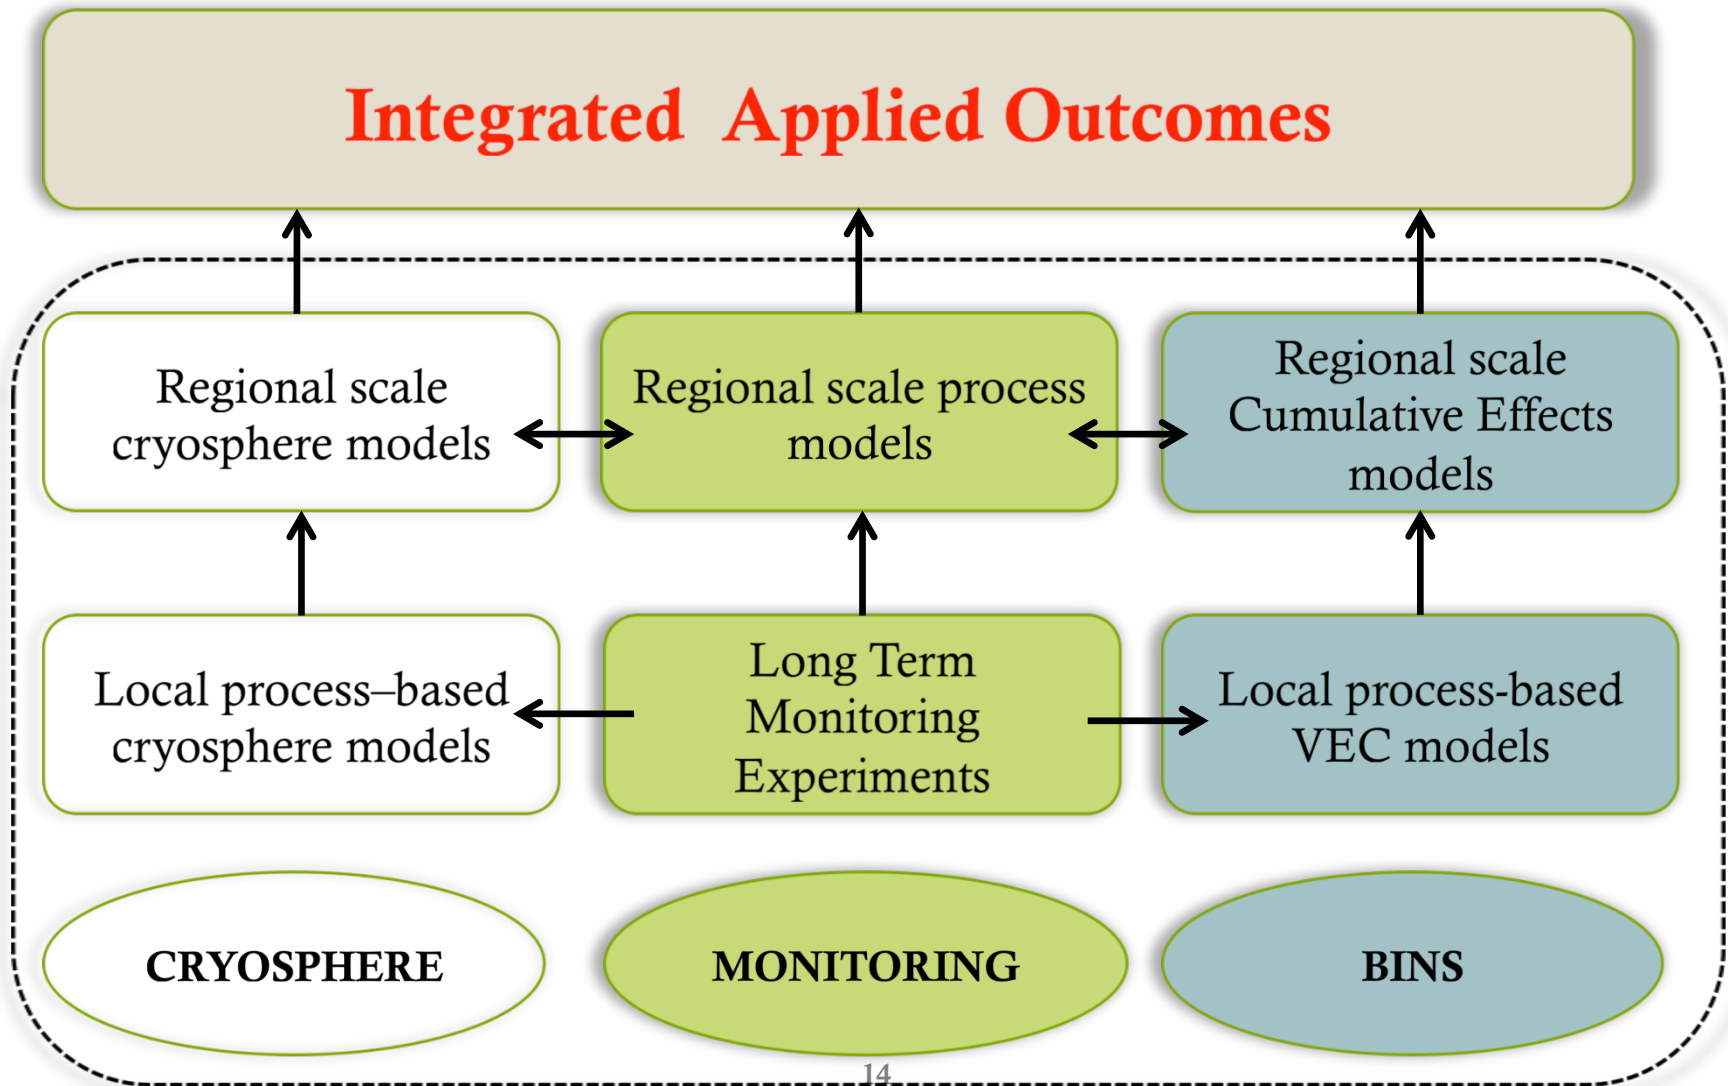 Integrated Applied Outcomes
Regional scale
cryosphere models
Regional scale process
models
Regional scale
Cumulative Effects
models
Local process–based
cryosphere models
Long Term
Monitoring
Experiments
Local process-based
VEC models
CRYOSPHERE
MONITORING
BINS
14